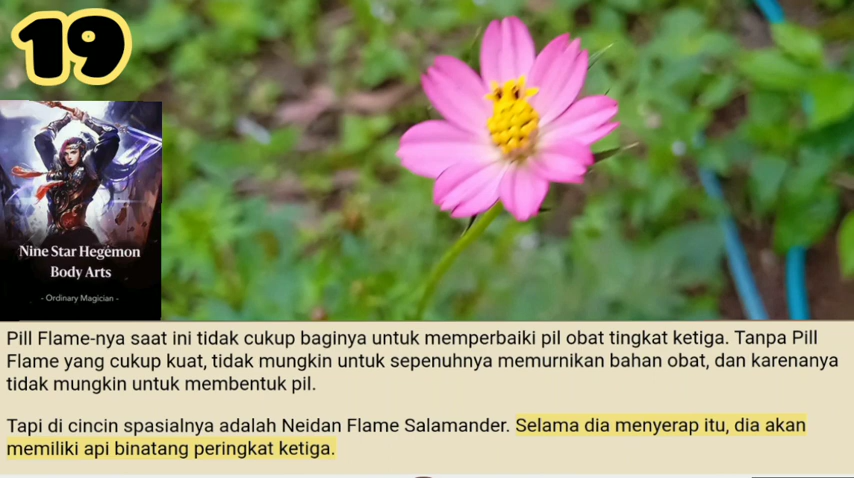 19
Nine Star Hegemon
Body Arts
- Ordinary Magician -
Pill Flame-nya saat ini tidak cukup baginya untuk memperbaiki pil obat tingkat ketiga. Tanpa Pill
Flame yang cukup kuat, tidak mungkin untuk sepenuhnya memurnikan bahan obat, dan karenanya
tidak mungkin untuk membentuk pil.
Tapi di cincin spasialnya adalah Neidan Flame Salamander. Selama dia menyerap itu, dia akan
memiliki api binatang peringkat ketiga.